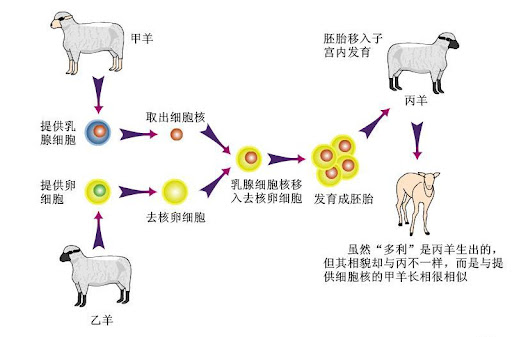 甲羊
提供乳
腺细胞
取出细胞核
提供卵
细胞
去核卵细胞
乙羊
乳腺细胞核移
入去核卵细胞
发育成胚胎
胚胎移入子
宫内发育
丙羊
虽然“多利”是丙羊生出的,
但其相貌却与丙不一样,而是与提
供细胞核的甲羊长相很相似